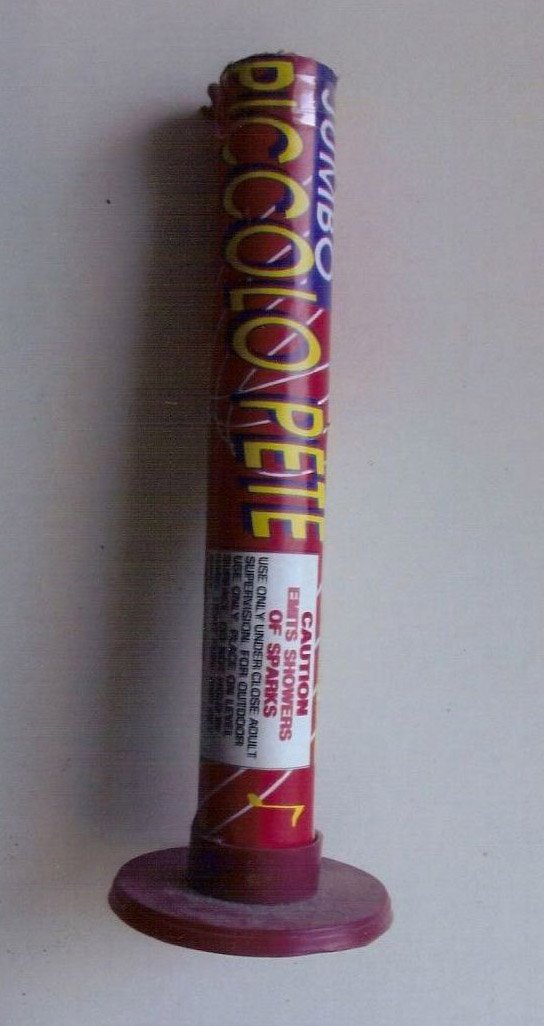 JUMBO
PICCOLO PETE
CAUTION
EMITS SHOWERS
OF SPARKS
USE ONLY UNDER CLOSE ADULT
SUPERVISION. FOR OUTDOOR
USE ONLY. PLACE ON LEVEL